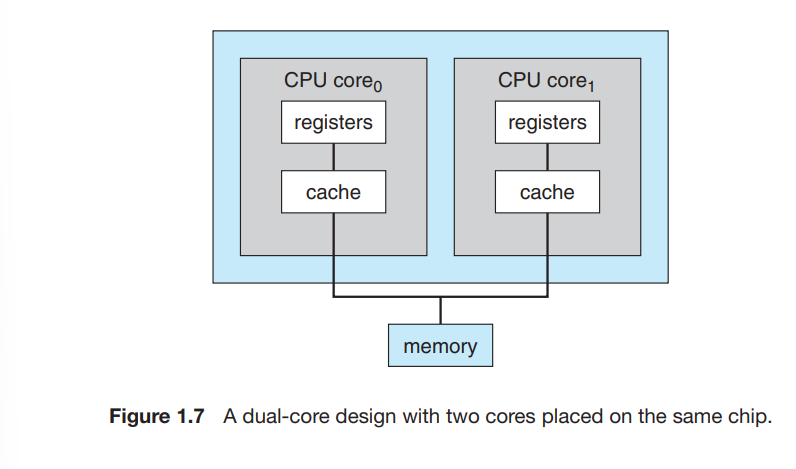 CPU core₀
CPU core₁
registers
registers
cache
cache
memory
Figure 1.7 A dual-core design with two cores placed on the same chip.